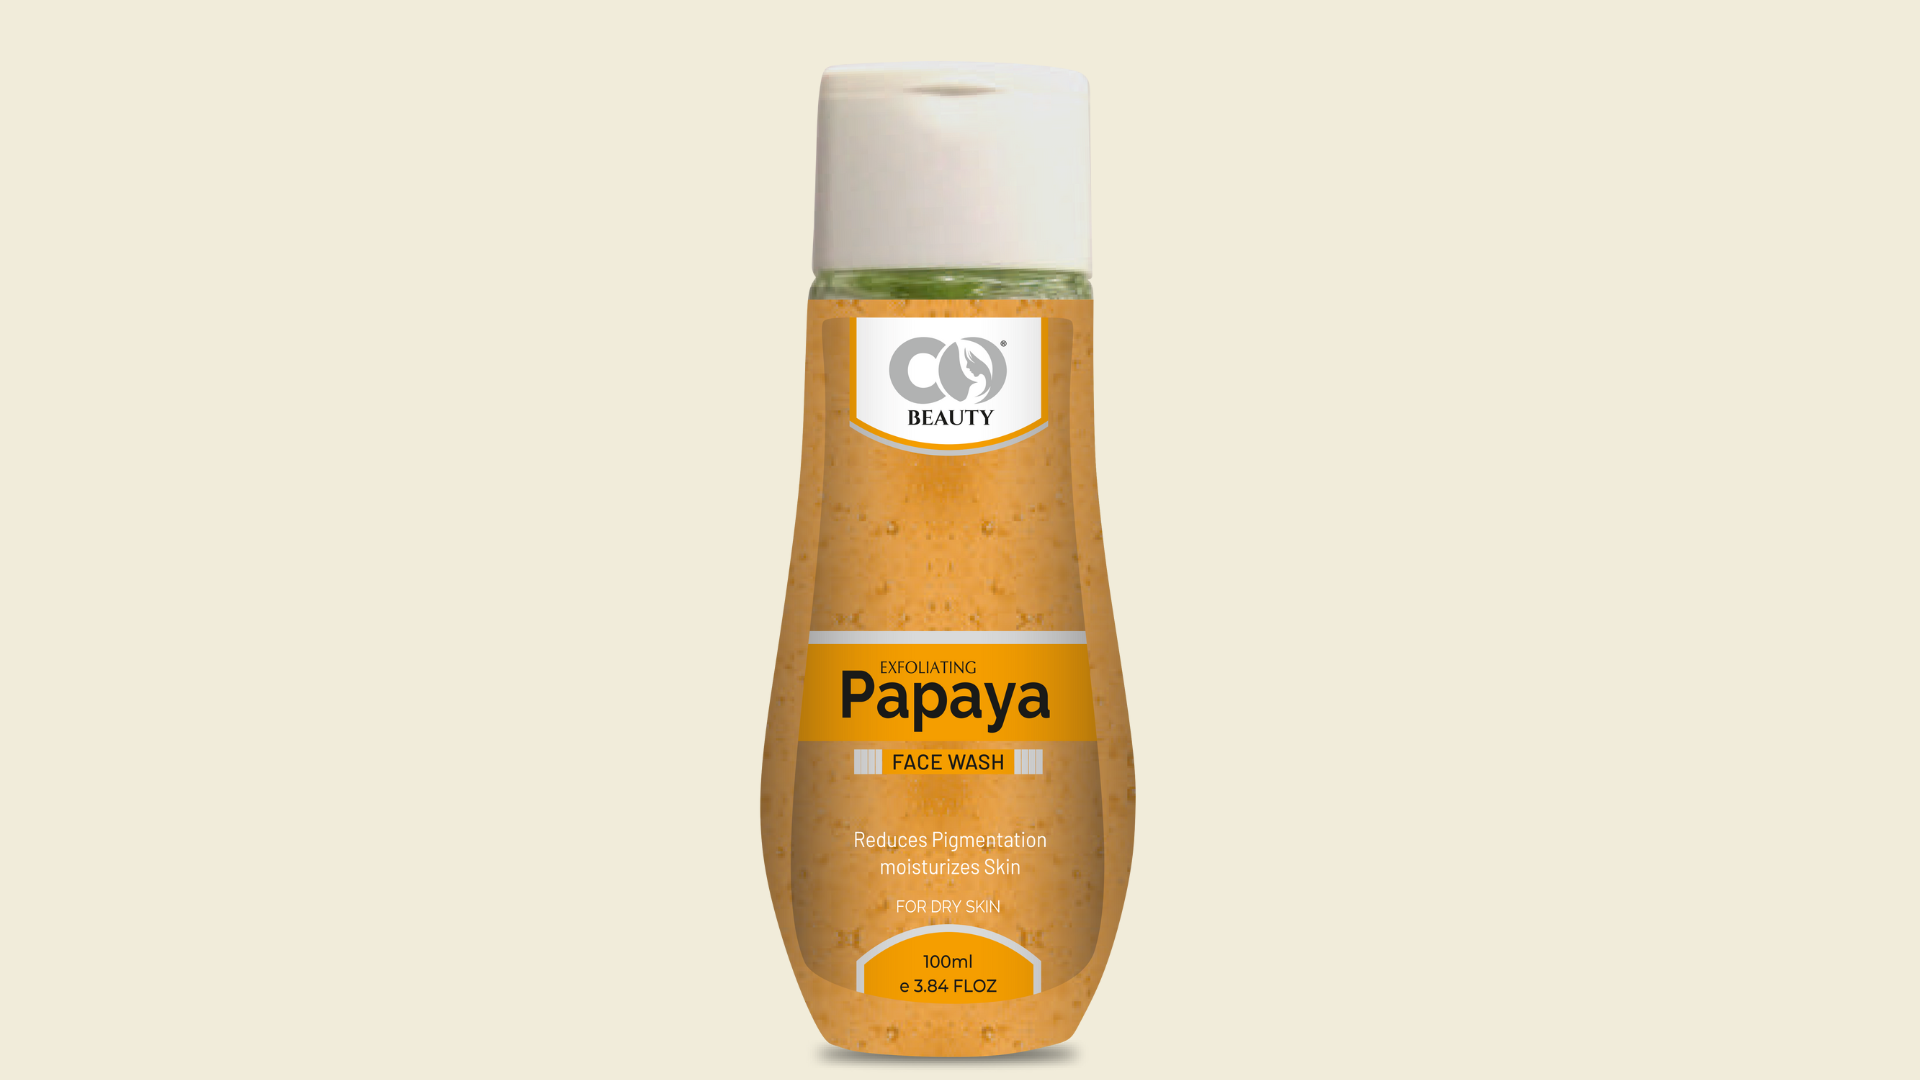 CO®
BEAUTY
EXFOLIATING
Papaya
FACE WASH
Reduces Pigmentation
moisturizes Skin
FOR DRY SKIN
100ml
e 3.84 FLOZ